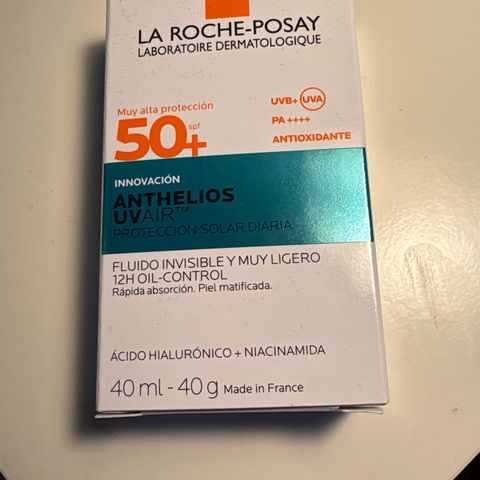 LA ROCHE-POSAY
LABORATOIRE DERMATOLOGIQUE
Muy alta protección
50+ spf
UVB+ UVA
PA ++++
ANTIOXIDANTE
INNOVACIÓN
ANTHELIOS
UVAIR™
PROTECCIÓN SOLAR DIARIA
FLUIDO INVISIBLE Y MUY LIGERO
12H OIL-CONTROL
Rápida absorción. Piel matificada.
ÁCIDO HIALURÓNICO + NIACINAMIDA
40 ml - 40 g Made in France